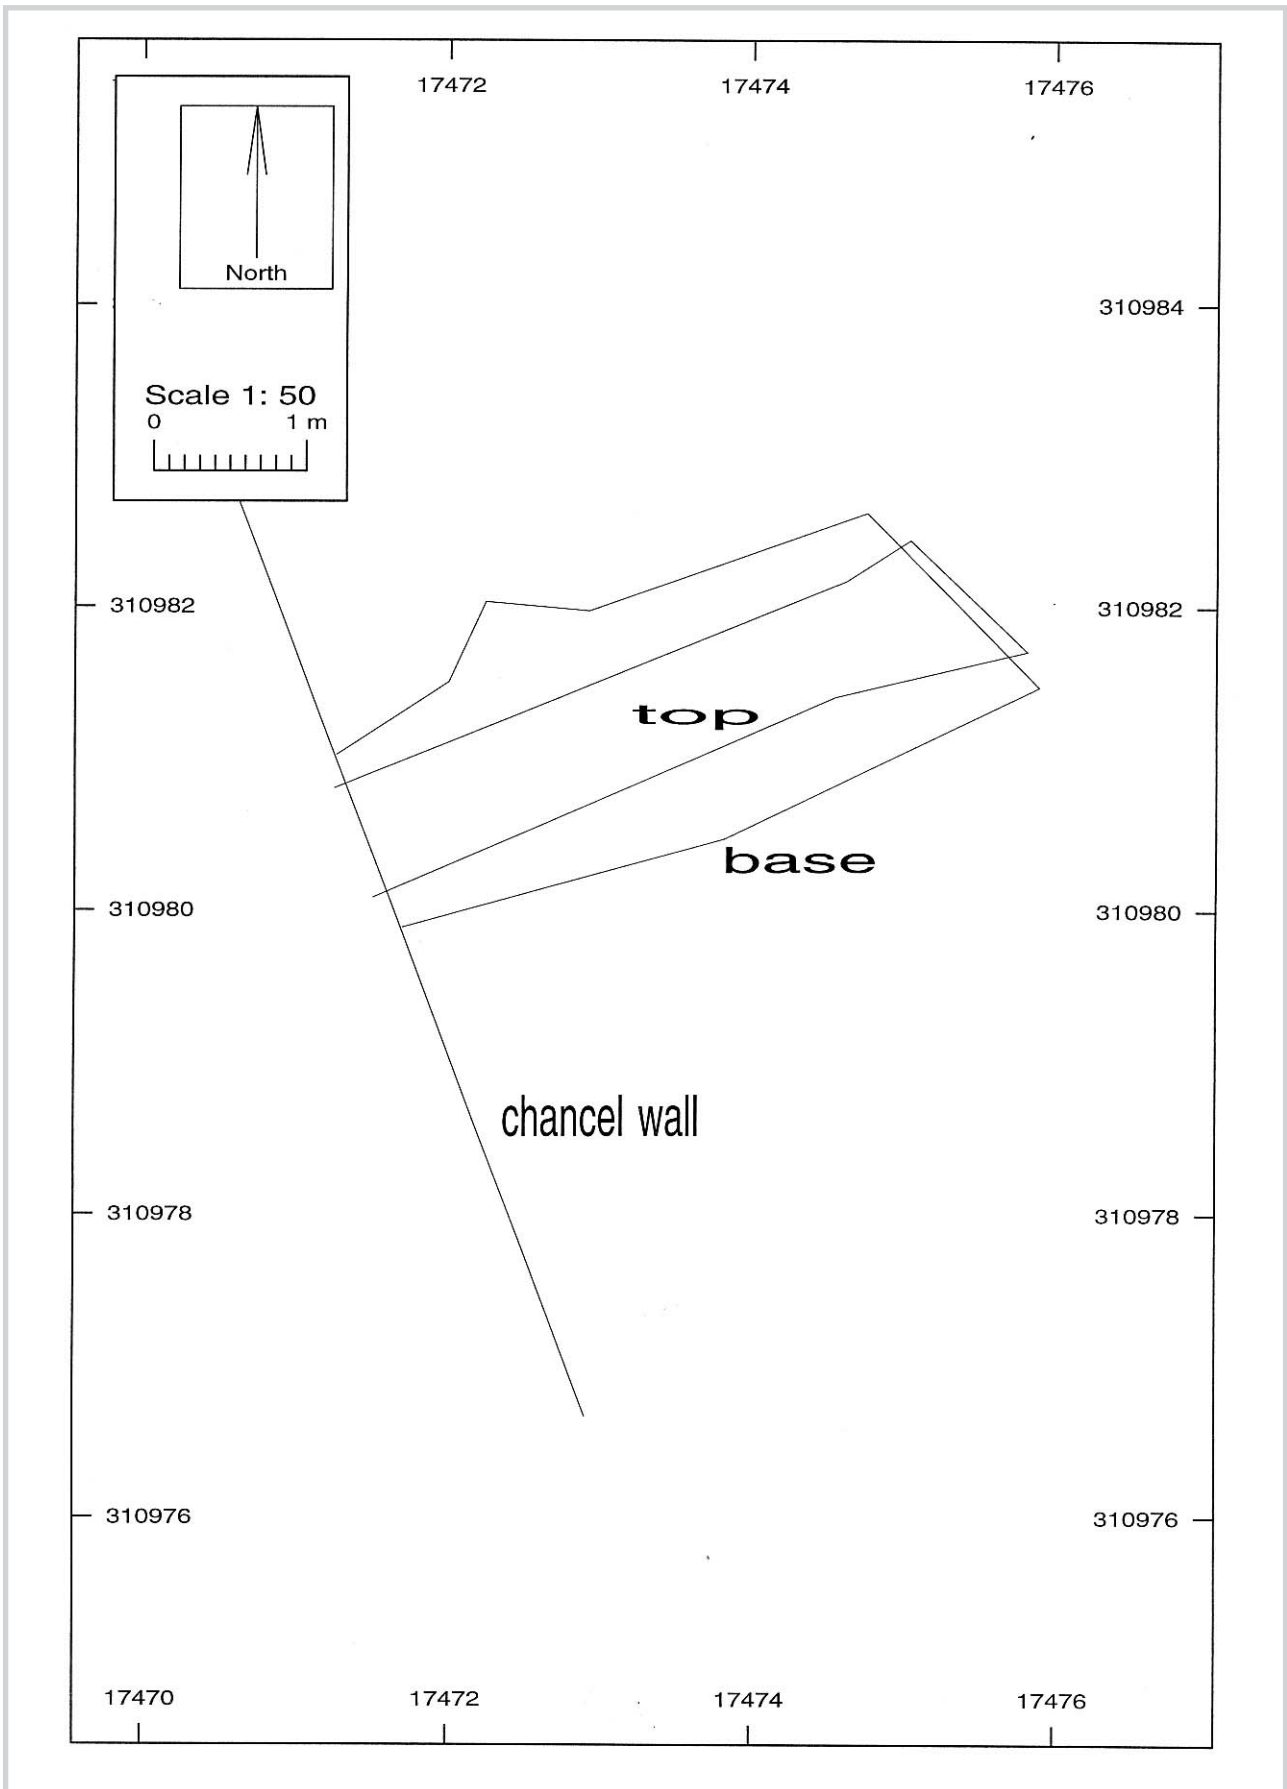 17472 17474 17476
North
310984
Scale 1: 50
0 1 m
310982 310982
top
base
310980 310980
chancel wall
310978 310978
310976 310976
17470 17472 17474 17476